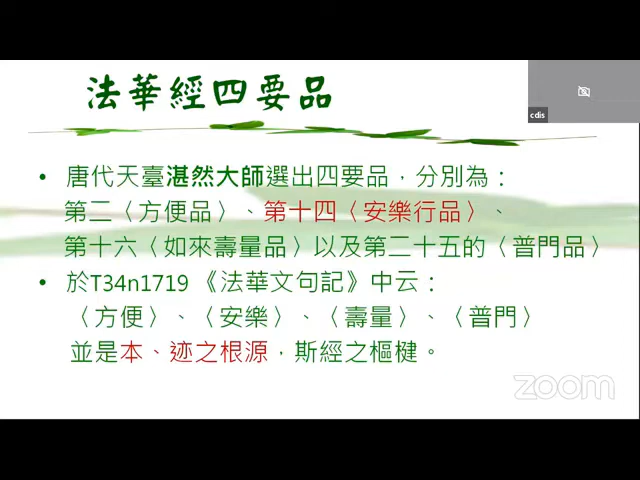 法華經四要品
cdis
• 唐代天臺湛然大師選出四要品，分別為：
第二〈方便品〉、第十四〈安樂行品〉、
第十六〈如來壽量品〉以及第二十五的〈普門品〉
• 於T34n1719《法華文句記》中云：
〈方便〉、〈安樂〉、〈壽量〉、〈普門〉
並是本、迹之根源，斯經之樞楗。
zoom